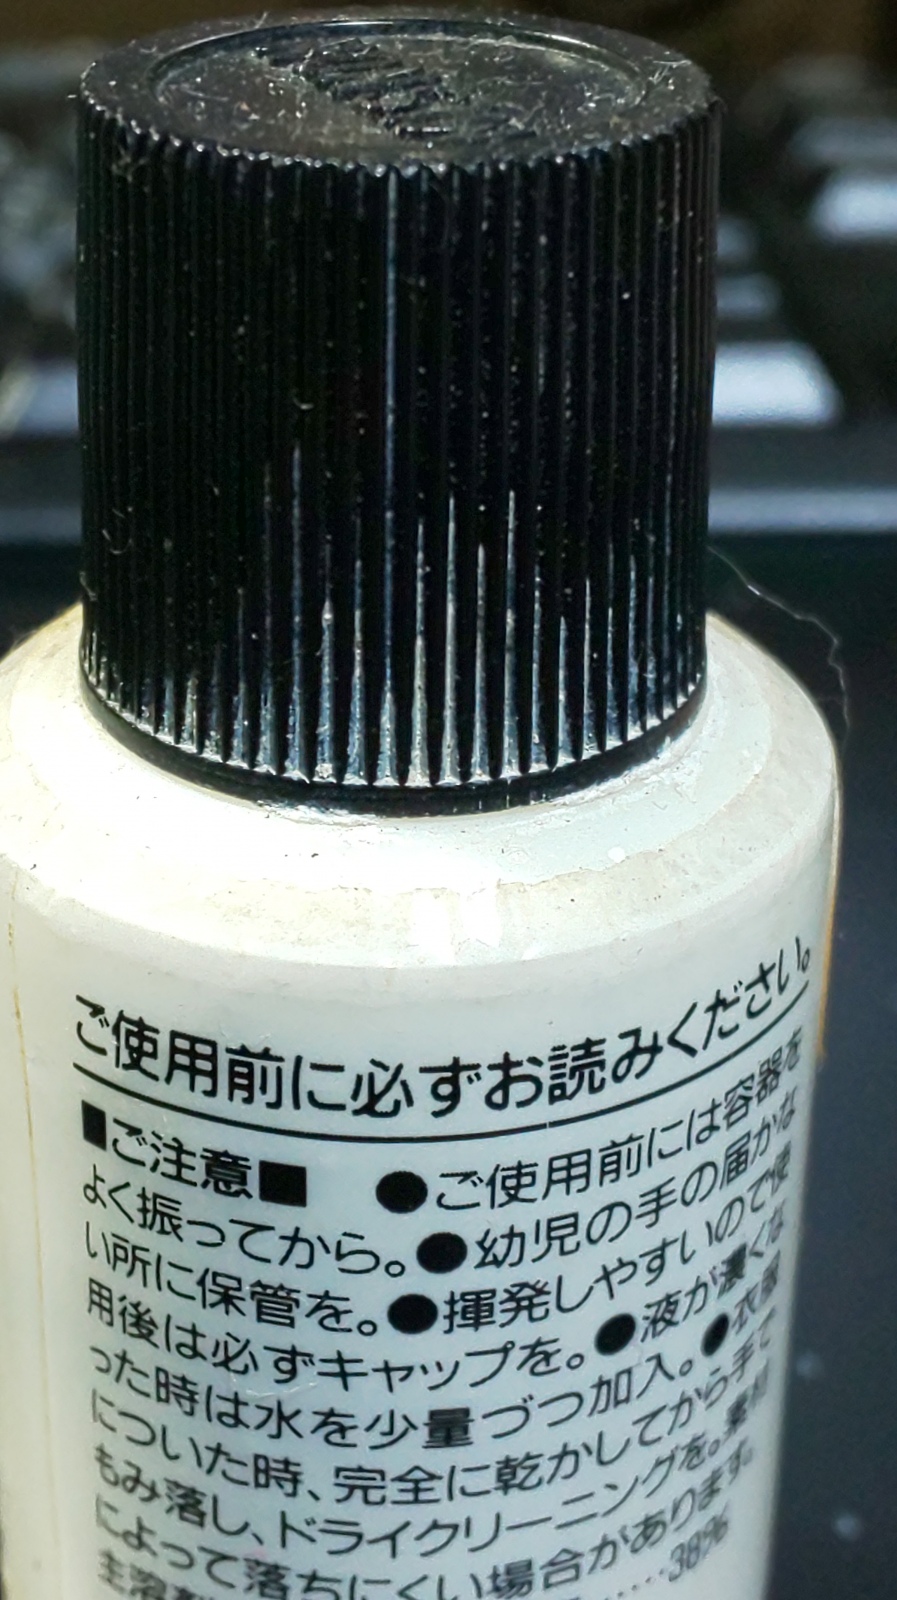 ご使用前に必ずお読みください。
■ご注意■ ●ご使用前には容器を
よく振ってから。●幼児の手の届かな
い所に保管を。●揮発しやすいので使
用後は必ずキャップを。●液が濃くな
った時は水を少量づつ加入。●衣服
についた時、完全に乾かしてから手で
もみ落し、ドライクリーニングを。素材
によって落ちにくい場合があります。
主溶剤 ……38%